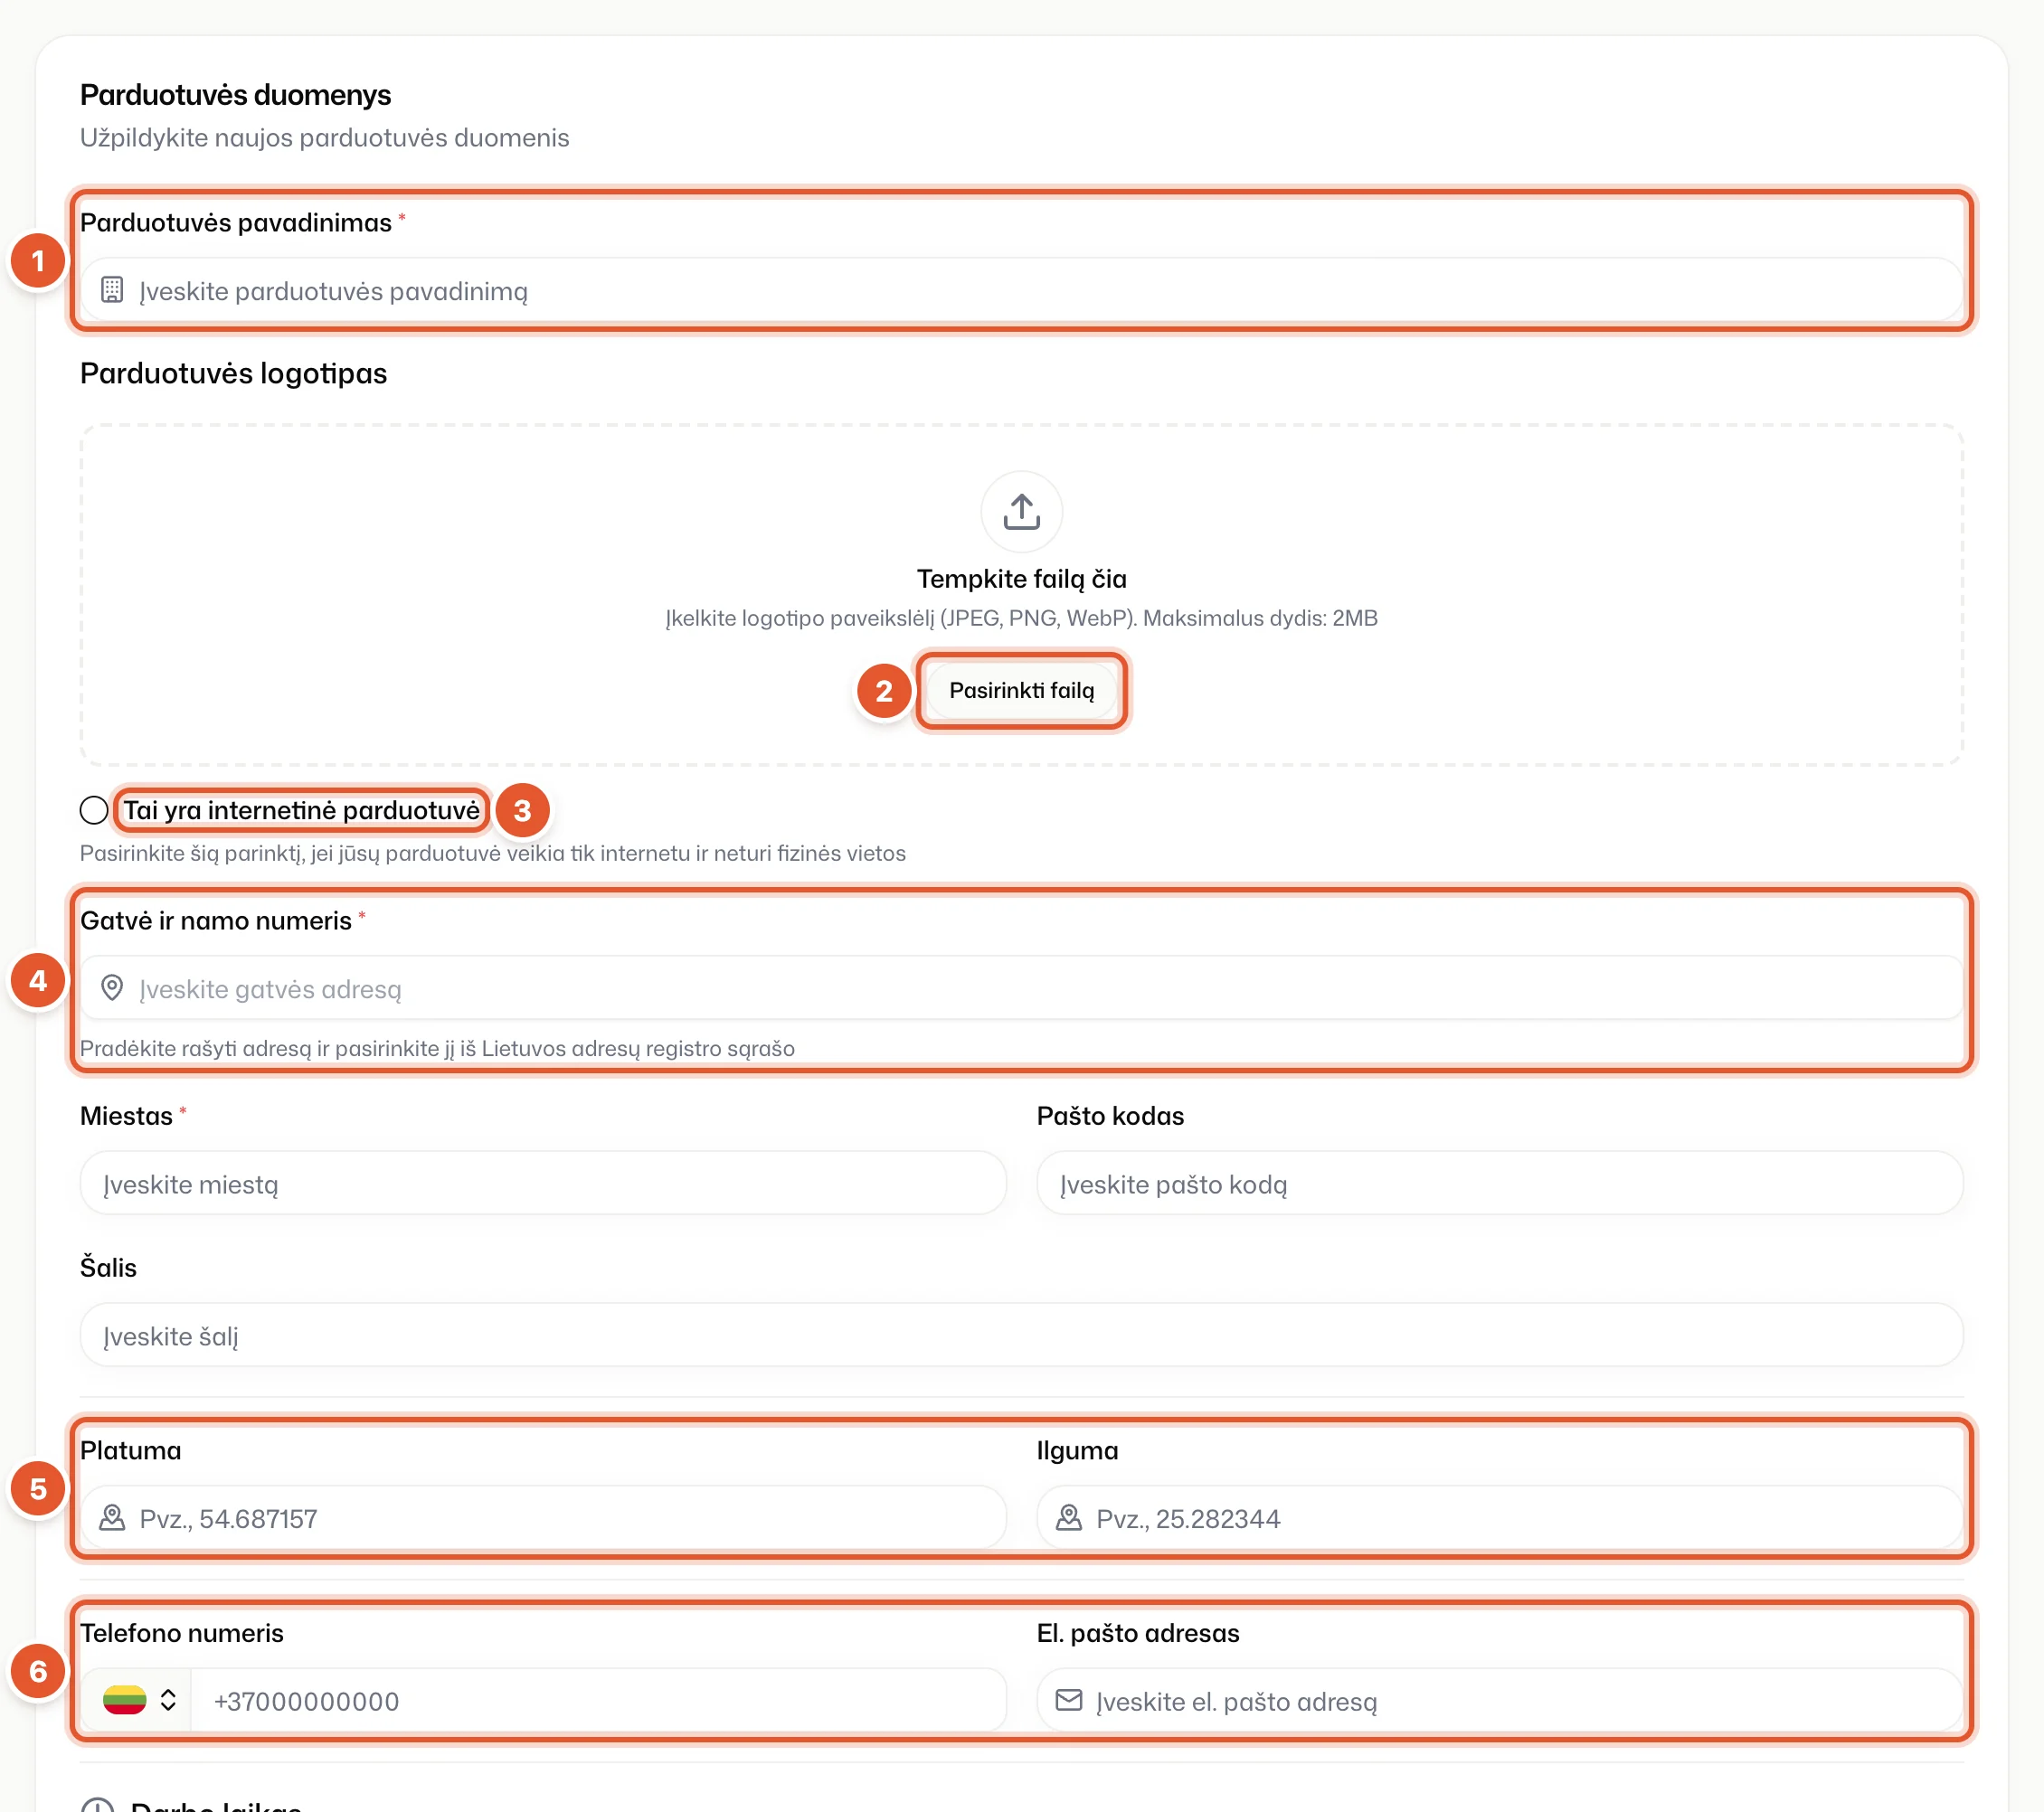 Parduotuvės duomenys
Užpildykite naujos parduotuvės duomenis
Parduotuvės pavadinimas *
1
Įveskite parduotuvės pavadinimą
Parduotuvės logotipas
Tempkite failą čia
Įkelkite logotipo paveikslėlį (JPEG, PNG, WebP). Maksimalus dydis: 2MB
2 Pasirinkti failą
Tai yra internetinė parduotuvė 3
Pasirinkite šią parinktį, jei jūsų parduotuvė veikia tik internetu ir neturi fizinės vietos
Gatvė ir namo numeris *
4
Įveskite gatvės adresą
Pradėkite rašyti adresą ir pasirinkite jį iš Lietuvos adresų registro sąrašo
Miestas * Pašto kodas
Įveskite miestą Įveskite pašto kodą
Šalis
Įveskite šalį
Platuma Ilguma
5
Pvz., 54.687157 Pvz., 25.282344
Telefono numeris El. pašto adresas
6
+37000000000 Įveskite el. pašto adresą
Darbo laikas